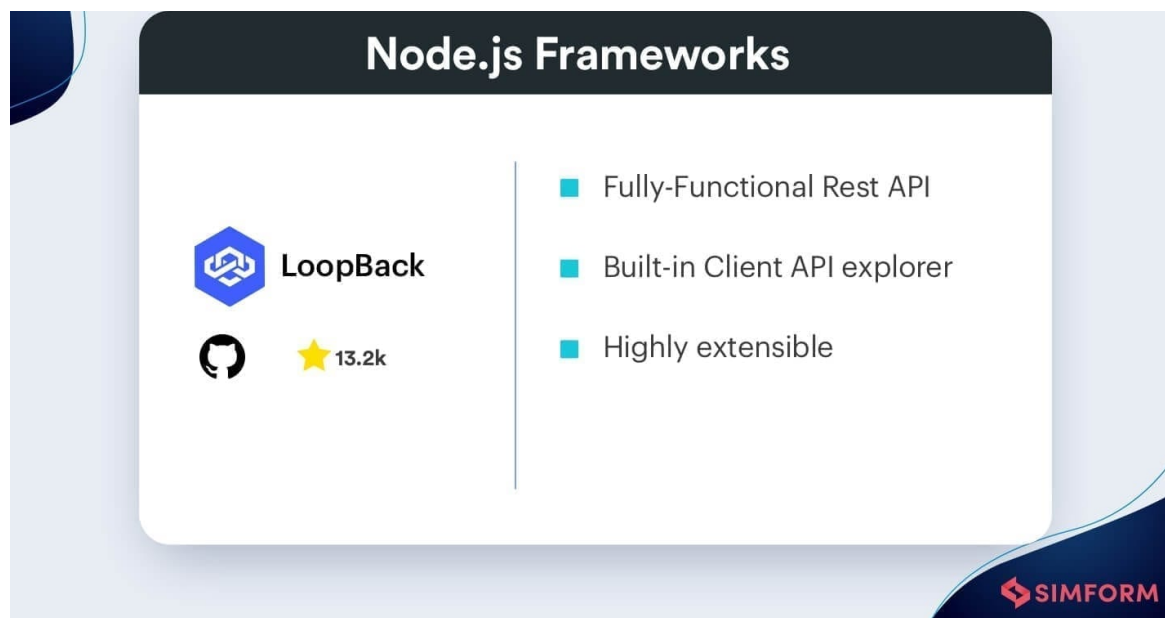 Node.js Frameworks
LoopBack
13.2k
Fully-Functional Rest API
Built-in Client API explorer
Highly extensible
SIMFORM